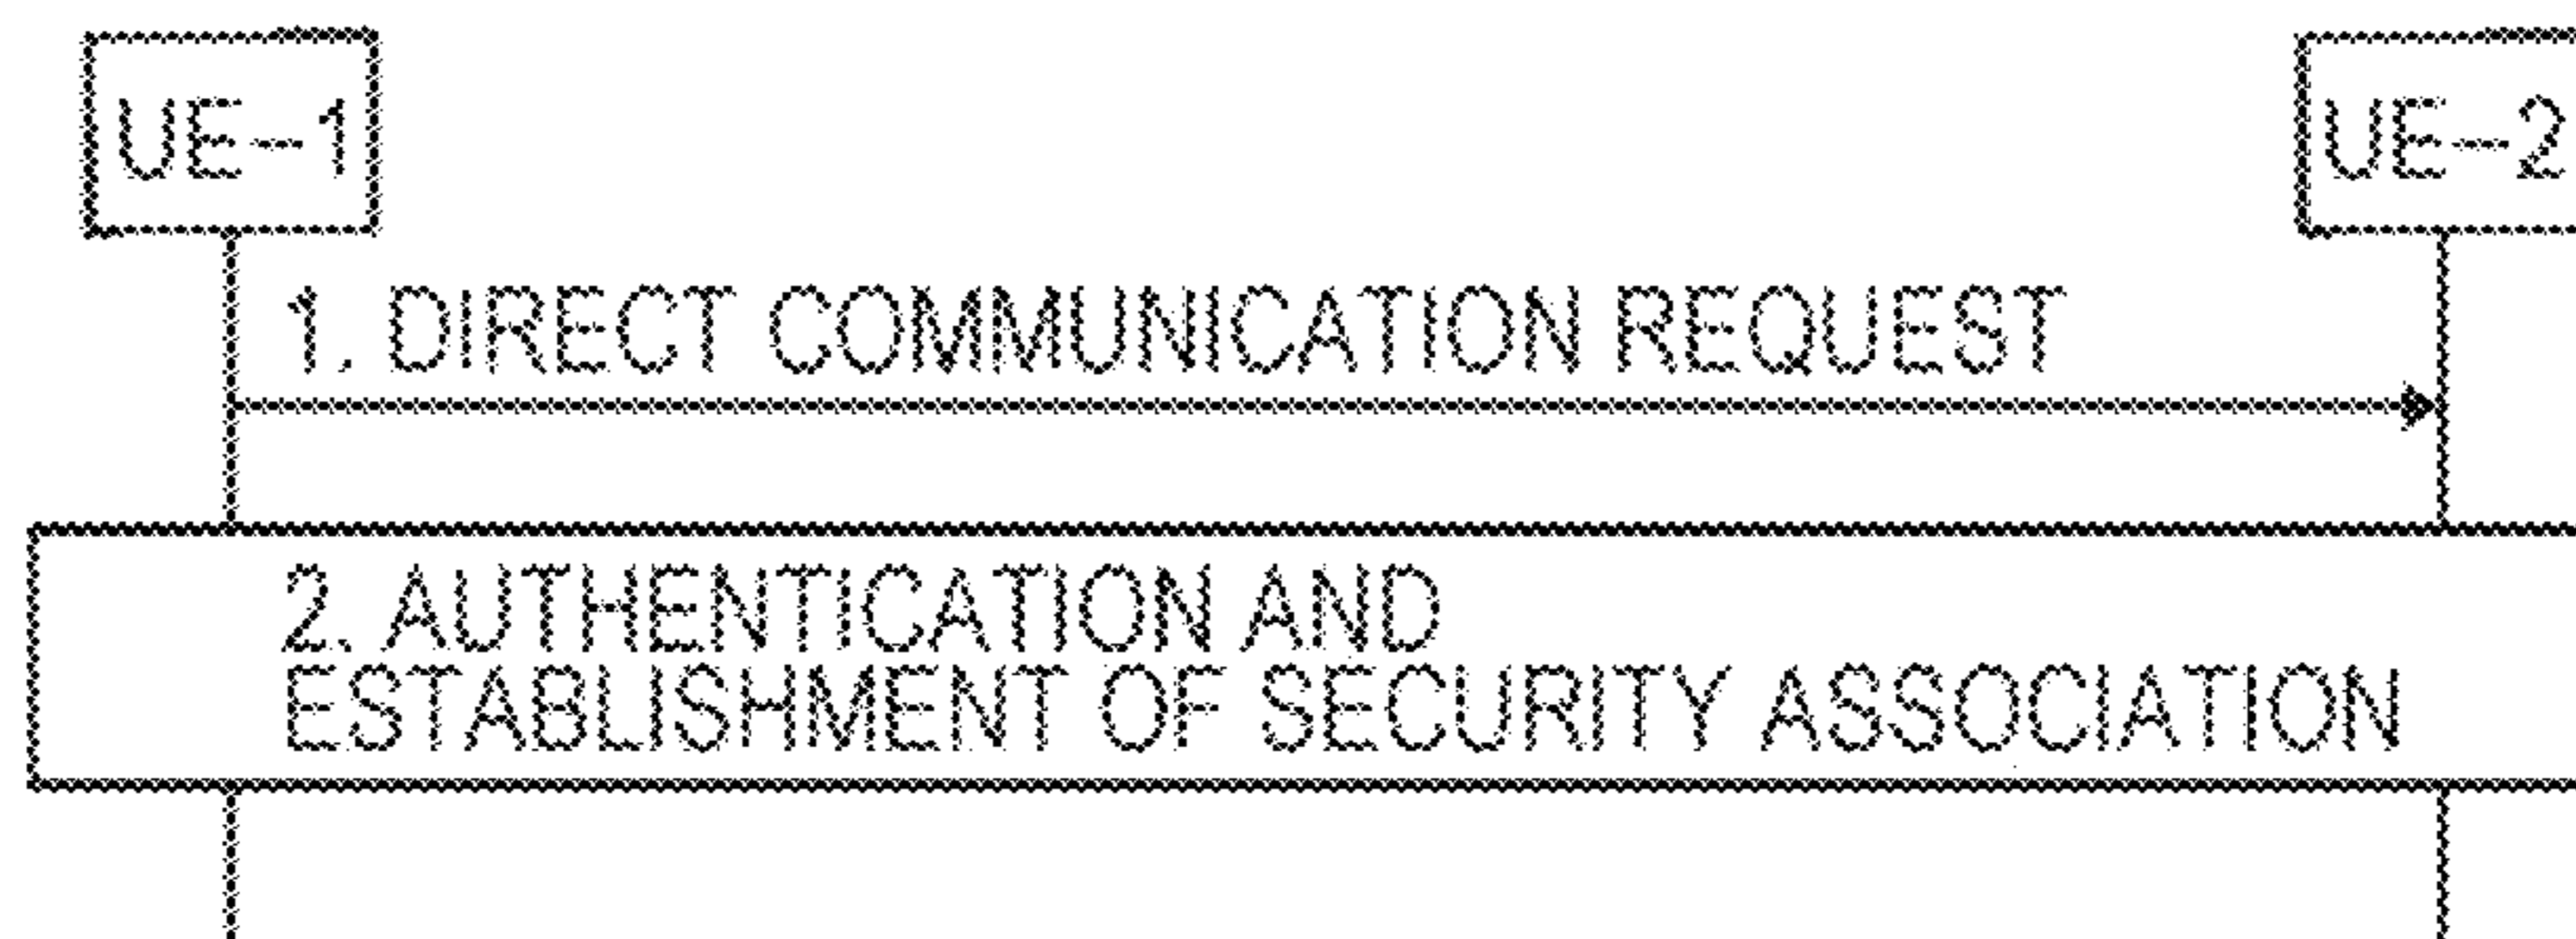 UE-1
UE-2
1. DIRECT COMMUNICATION REQUEST
2. AUTHENTICATION AND
ESTABLISHMENT OF SECURITY ASSOCIATION